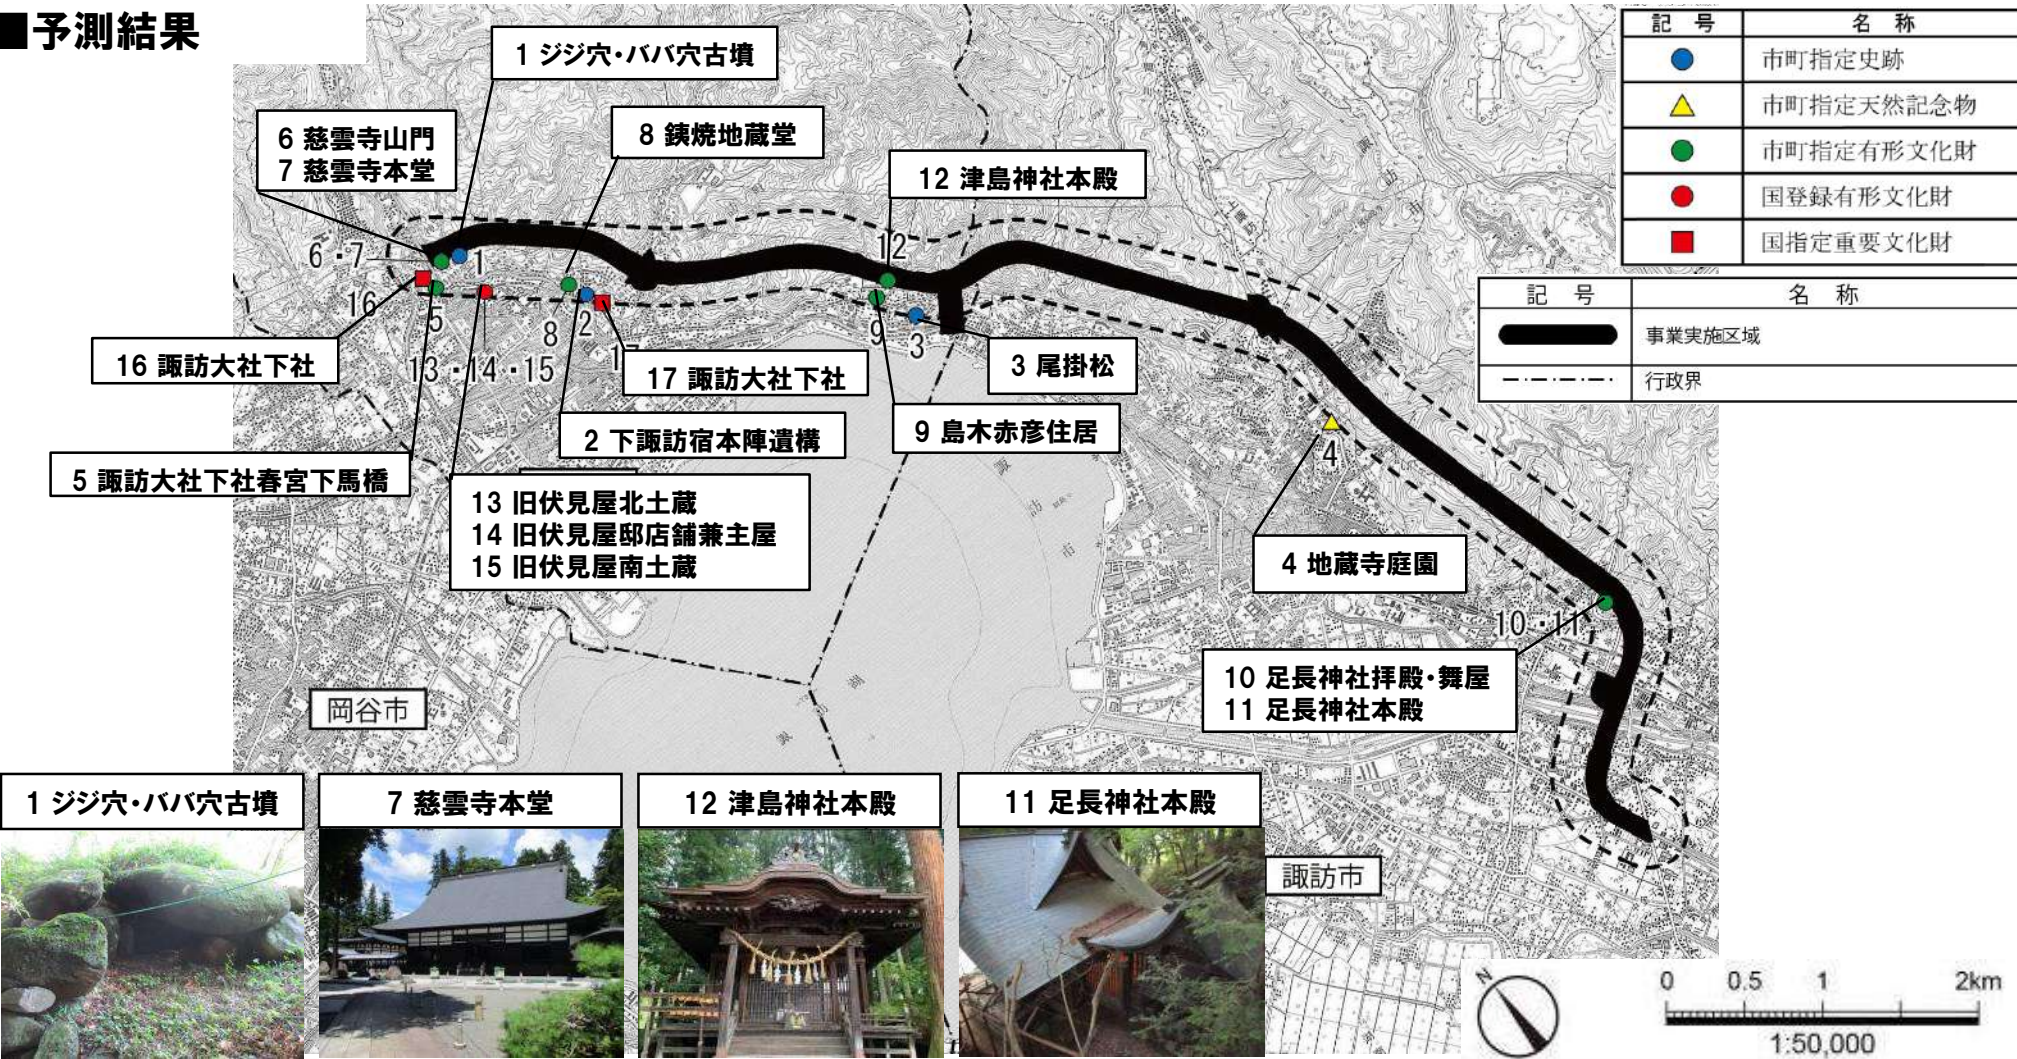 ■予測結果
1 ジジ穴・ババ穴古墳
6 慈雲寺山門
7 慈雲寺本堂
8 銕焼地蔵堂
12 津島神社本殿
記 号 名 称
市町指定史跡
市町指定天然記念物
市町指定有形文化財
国登録有形文化財
国指定重要文化財
記 号 名 称
事業実施区域
行政界
6・7
1
12
16
5
8
2
17
9
3
13・14・15
16 諏訪大社下社
17 諏訪大社下社
3 尾掛松
2 下諏訪宿本陣遺構
9 島木赤彦住居
5 諏訪大社下社春宮下馬橋
13 旧伏見屋北土蔵
14 旧伏見屋邸店舗兼主屋
15 旧伏見屋南土蔵
4
4 地蔵寺庭園
10・11
10 足長神社拝殿・舞屋
11 足長神社本殿
岡谷市
諏訪市
諏訪湖
1 ジジ穴・ババ穴古墳
7 慈雲寺本堂
12 津島神社本殿
11 足長神社本殿
諏訪市
N
0 0.5 1 2km
1:50,000